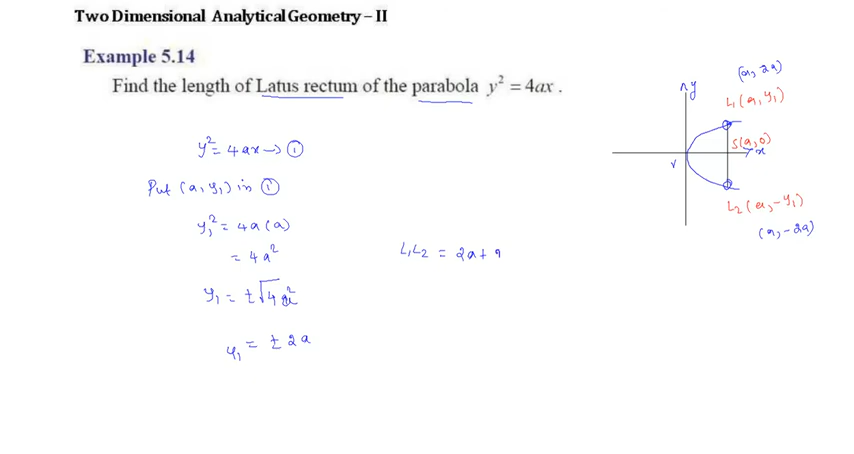 Two Dimensional Analytical Geometry – II
Example 5.14
Find the length of Latus rectum of the parabola y² = 4ax .
y² = 4ax → ①
Put (a, y₁) in ①
y₁² = 4a (a)
= 4a²
y₁ = ± √4a²
y₁ = ± 2a
L₁L₂ = 2a + 2
(a, 2a)
y
L₁ (a, y₁)
S(a, 0)
x
V
L₂ (a, -y₁)
(a, -2a)